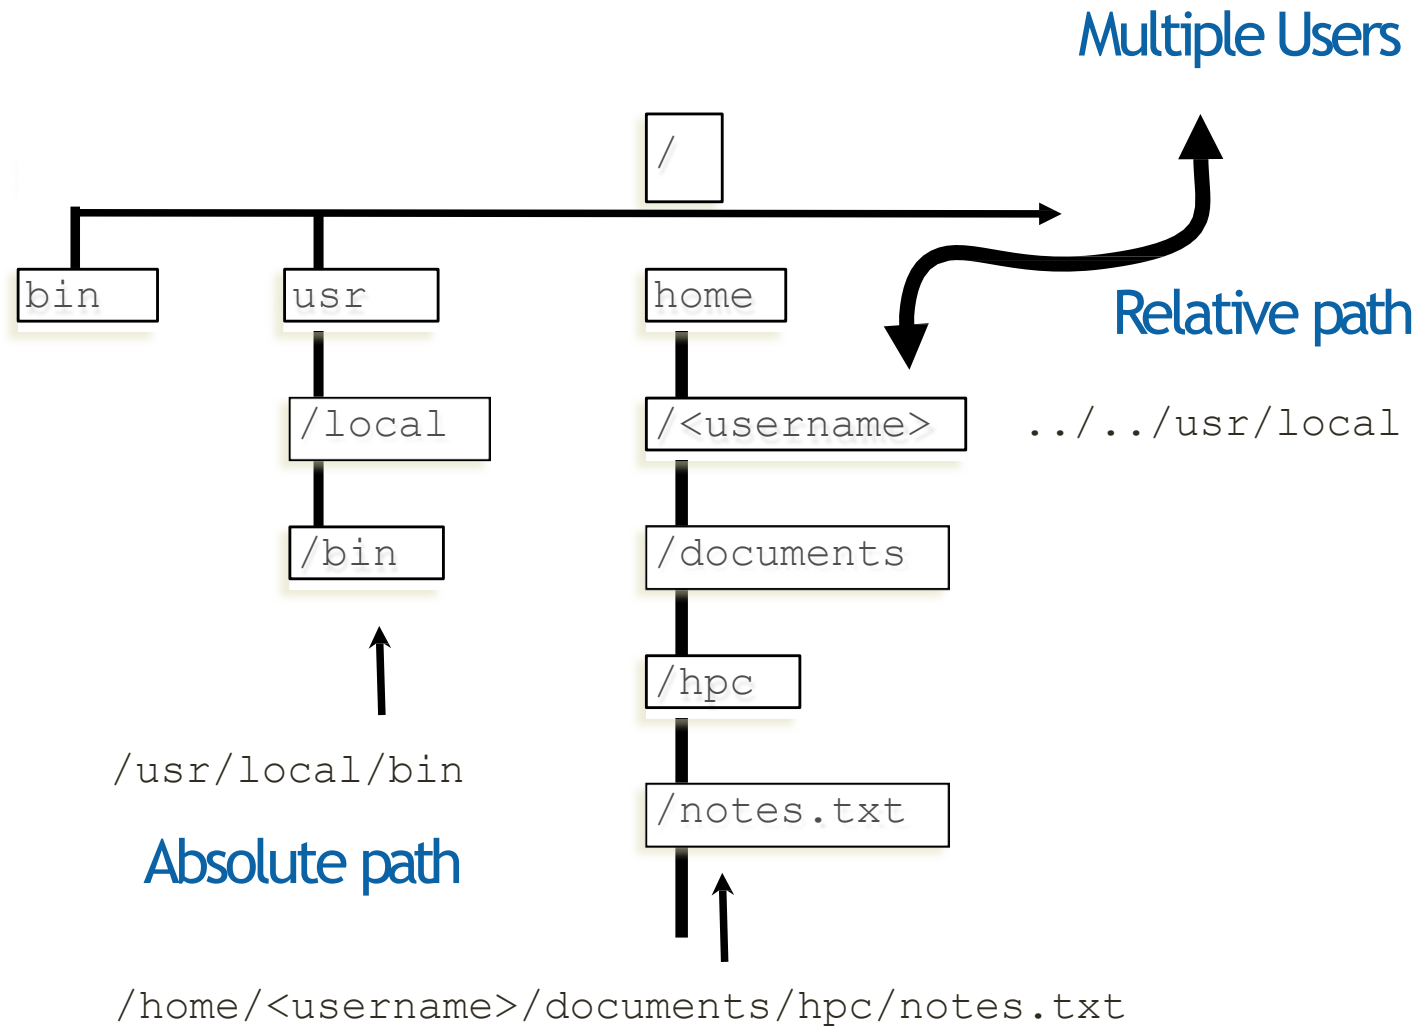 Multiple Users
/
bin
usr
home
Relative path
/local
/<username>
../../usr/local
/bin
/documents
/hpc
/usr/local/bin
/notes.txt
Absolute path
/home/<username>/documents/hpc/notes.txt